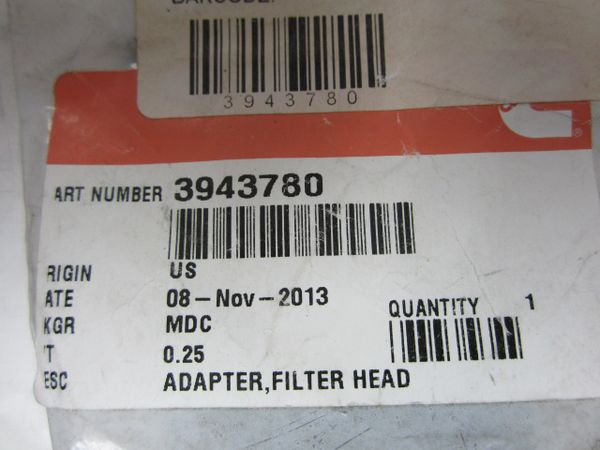 BARCODE:
3943780
®
ART NUMBER 3943780
RIGIN US
ATE 08-Nov-2013
KGR MDC
QUANTITY 1
T 0.25
ESC ADAPTER,FILTER HEAD